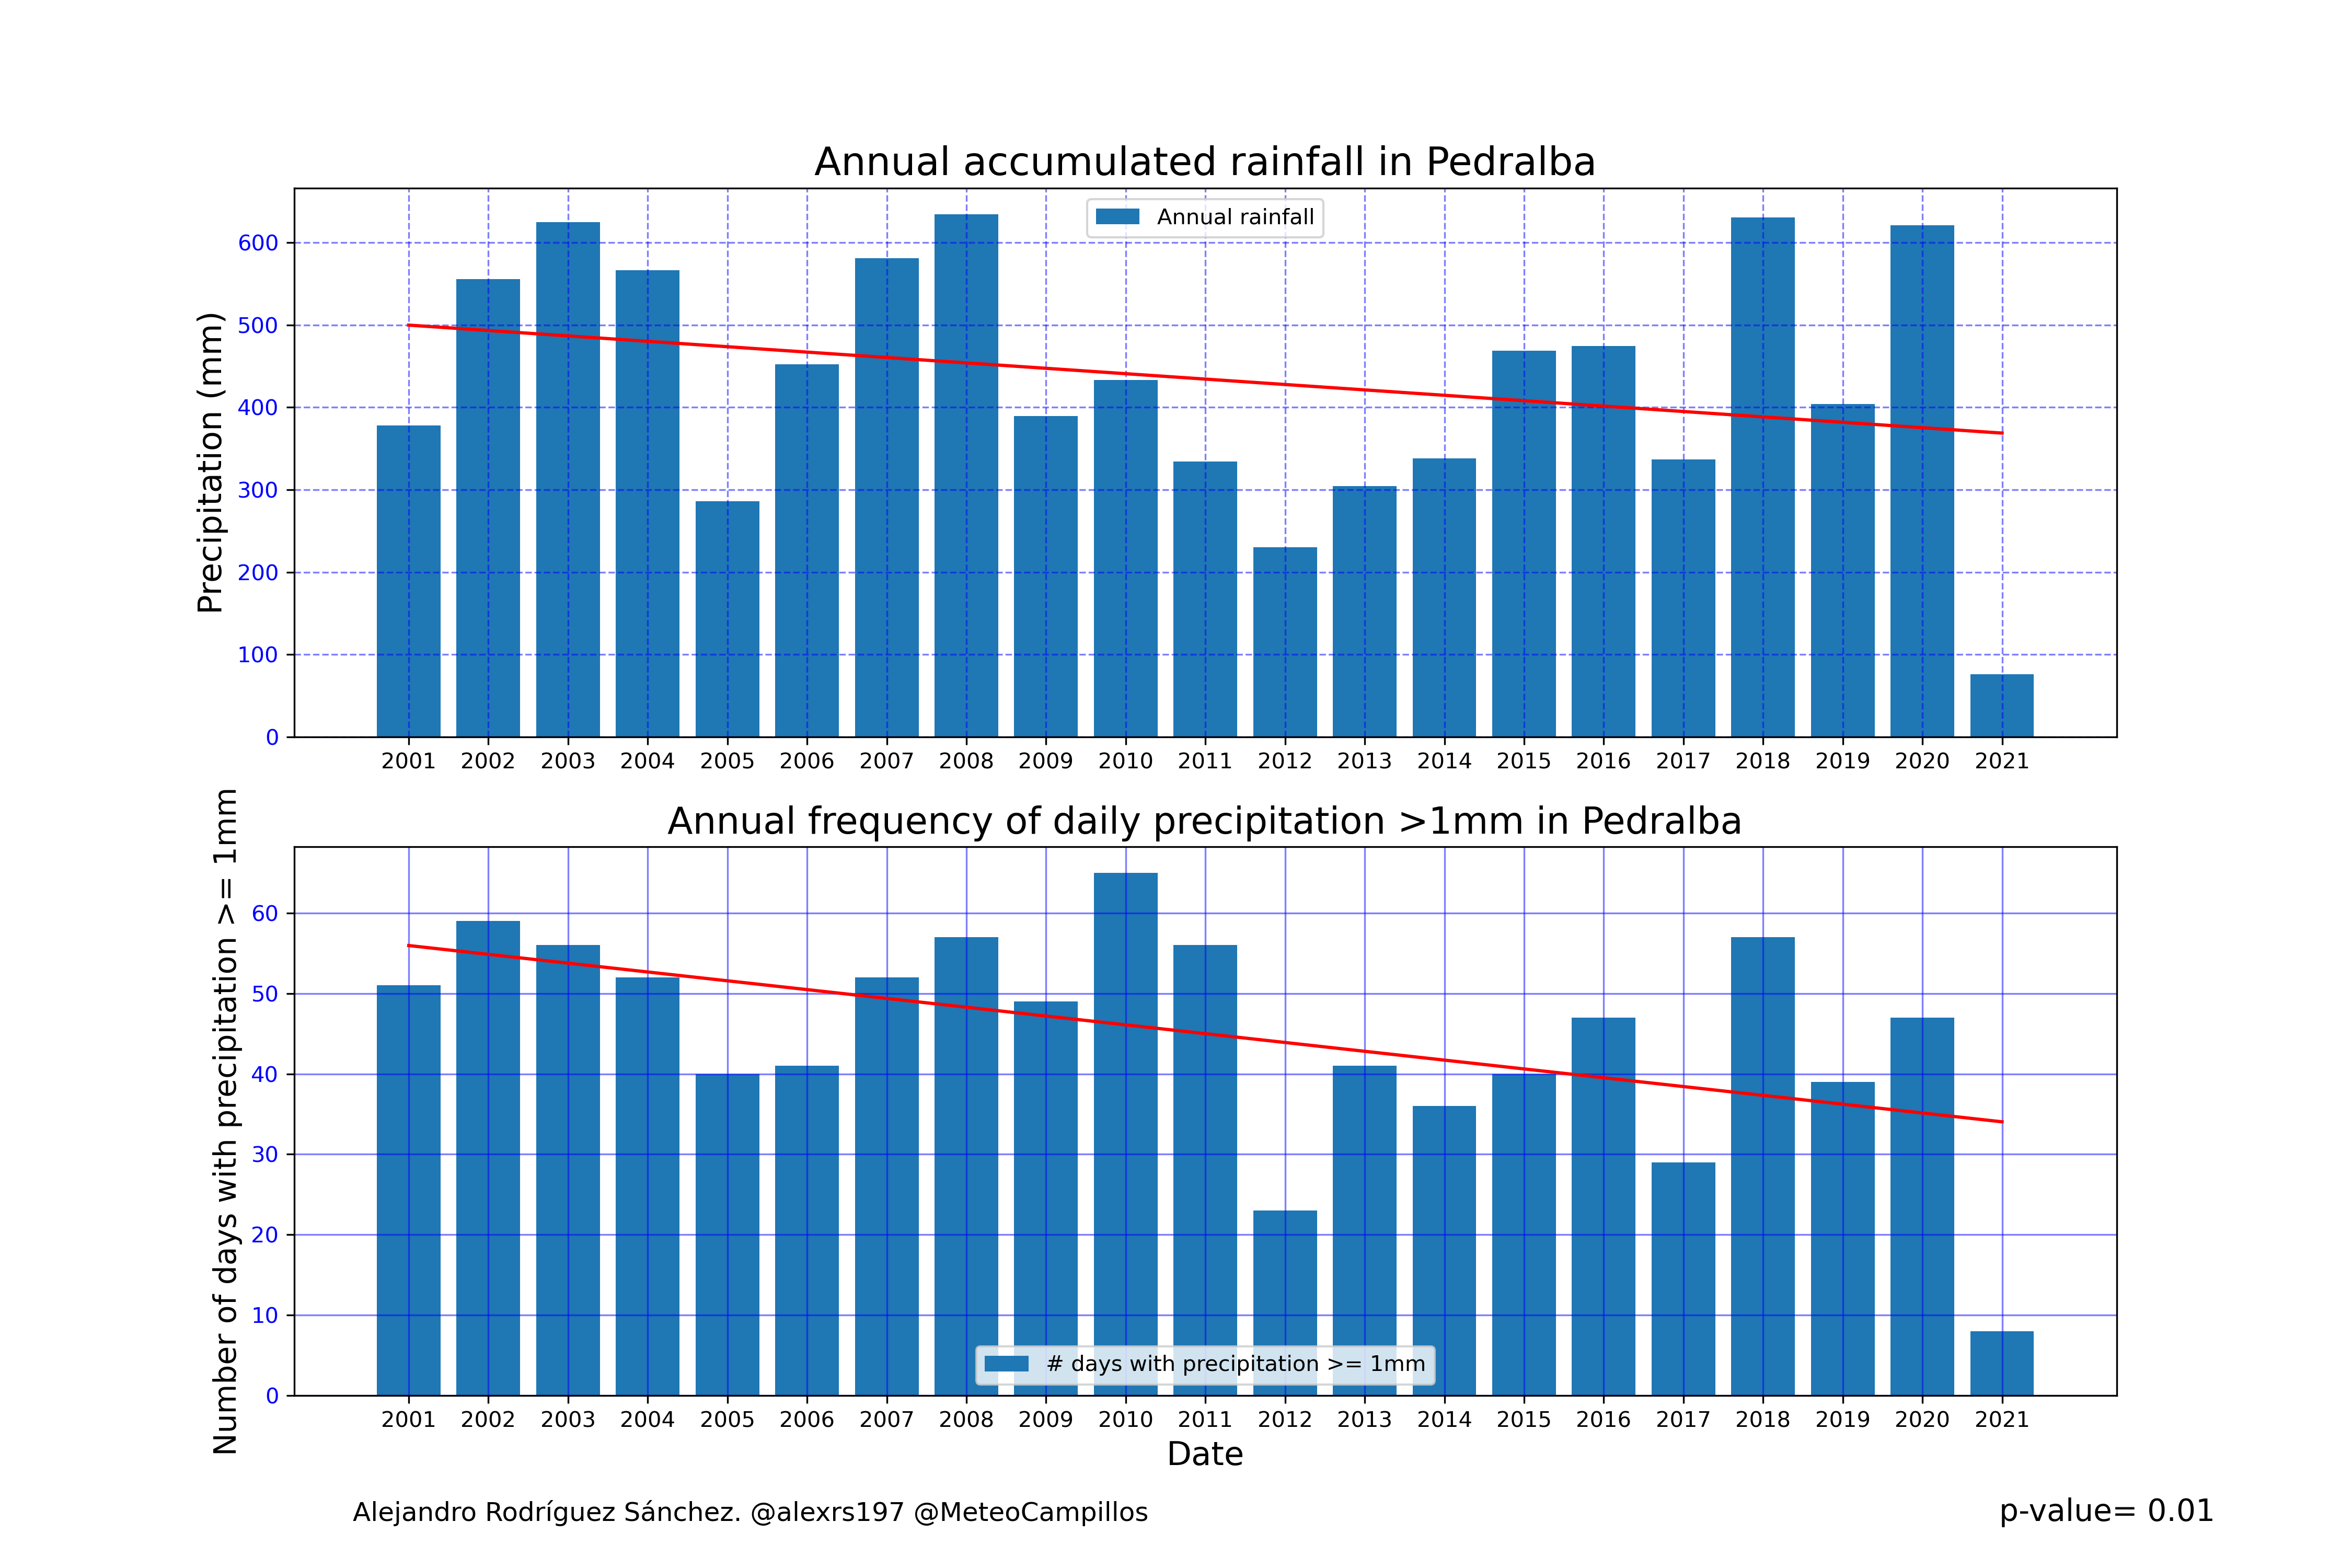 Annual accumulated rainfall in Pedralba
Annual rainfall
Precipitation (mm)
600
500
400
300
200
100
0
2001 2002 2003 2004 2005 2006 2007 2008 2009 2010 2011 2012 2013 2014 2015 2016 2017 2018 2019 2020 2021
Annual frequency of daily precipitation >1mm in Pedralba
Number of days with precipitation >= 1mm
60
50
40
30
20
10
0
# days with precipitation >= 1mm
2001 2002 2003 2004 2005 2006 2007 2008 2009 2010 2011 2012 2013 2014 2015 2016 2017 2018 2019 2020 2021
Date
Alejandro Rodríguez Sánchez. @alexrs197 @MeteoCampillos
p-value= 0.01